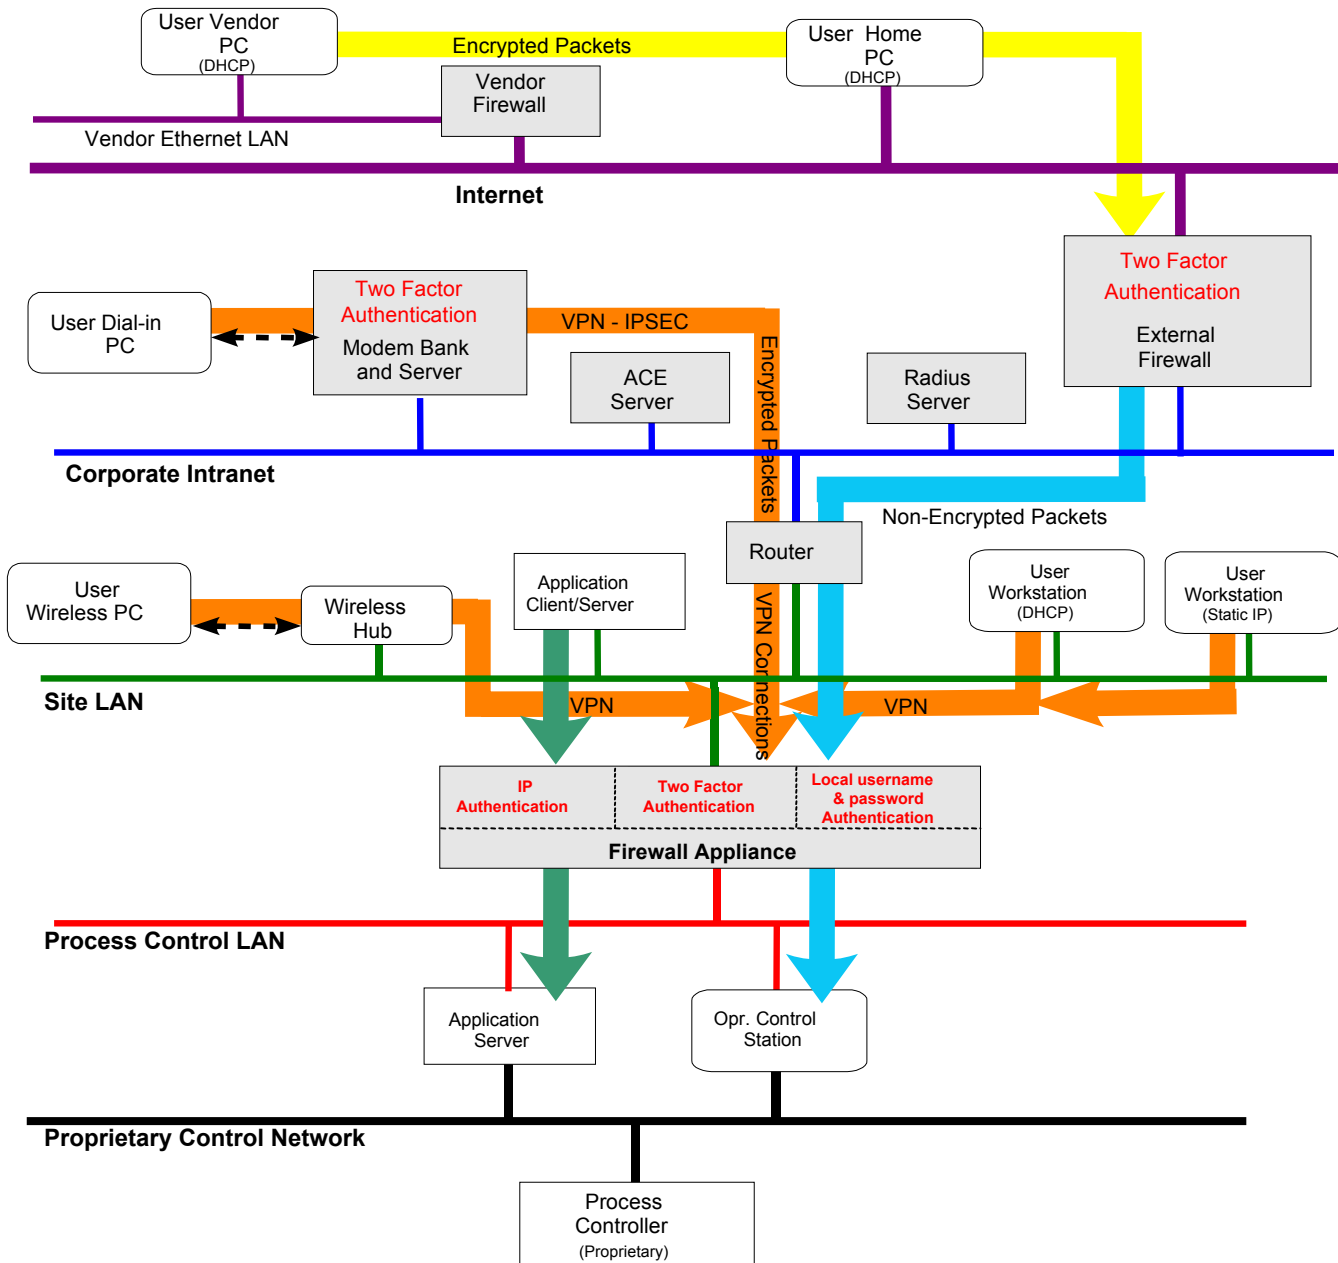 User Vendor
PC
(DHCP)
Encrypted Packets
User Home
PC
(DHCP)
Vendor
Firewall
Vendor Ethernet LAN
Internet
Two Factor
Authentication
External
Firewall
Two Factor
Authentication
Modem Bank
and Server
User Dial-in
PC
VPN - IPSEC
Encrypted Packets
ACE
Server
Radius
Server
Corporate Intranet
Non-Encrypted Packets
Router
User
Wireless PC
Wireless
Hub
Application
Client/Server
VPN Connections
User
Workstation
(DHCP)
User
Workstation
(Static IP)
Site LAN
VPN
VPN
IP
Authentication
Two Factor
Authentication
Local username
& password
Authentication
Firewall Appliance
Process Control LAN
Application
Server
Opr. Control
Station
Proprietary Control Network
Process
Controller
(Proprietary)